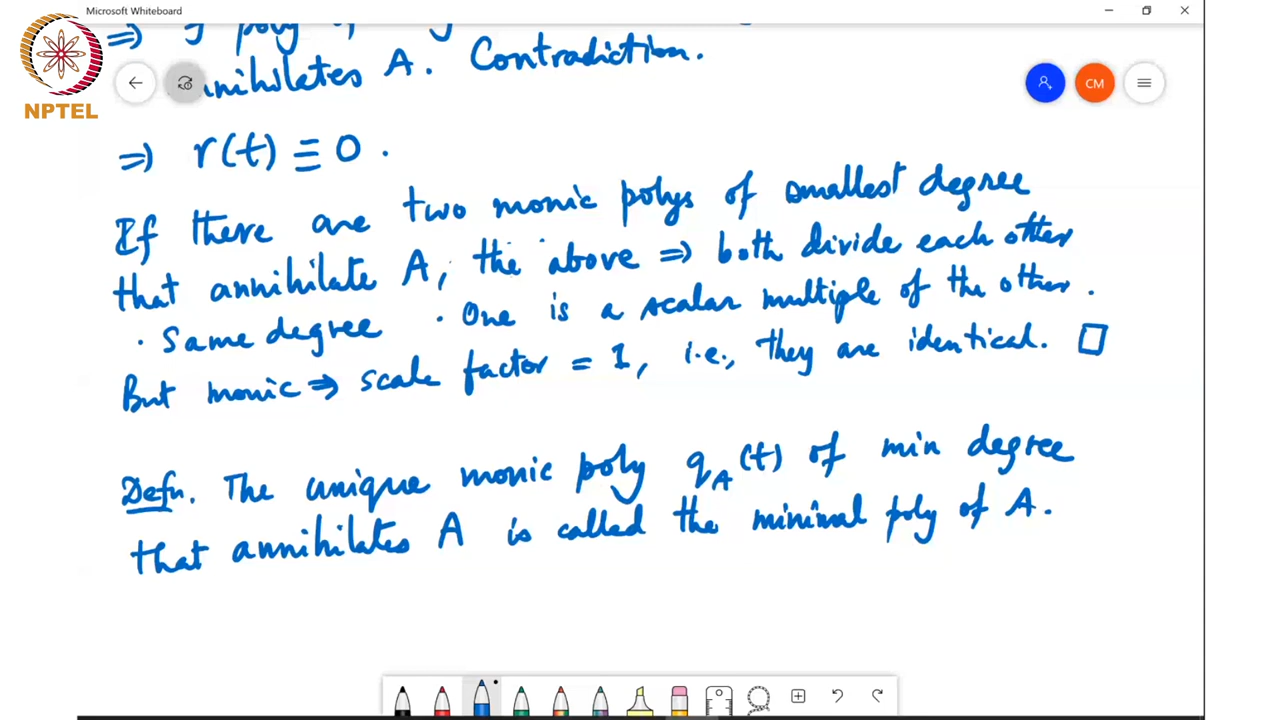 Microsoft Whiteboard
⇒ poly of
annihilates A. Contradiction.
NPTEL
CM
⇒ r(t) ≡ 0.
If there are two monic polys of smallest degree
that annihilate A, the above ⇒ both divide each other
· Same degree · One is a scalar multiple of the other.
But monic ⇒ scale factor = 1, i.e., they are identical. □
Defn. The unique monic poly q_A(t) of min degree
that annihilates A is called the minimal poly of A.